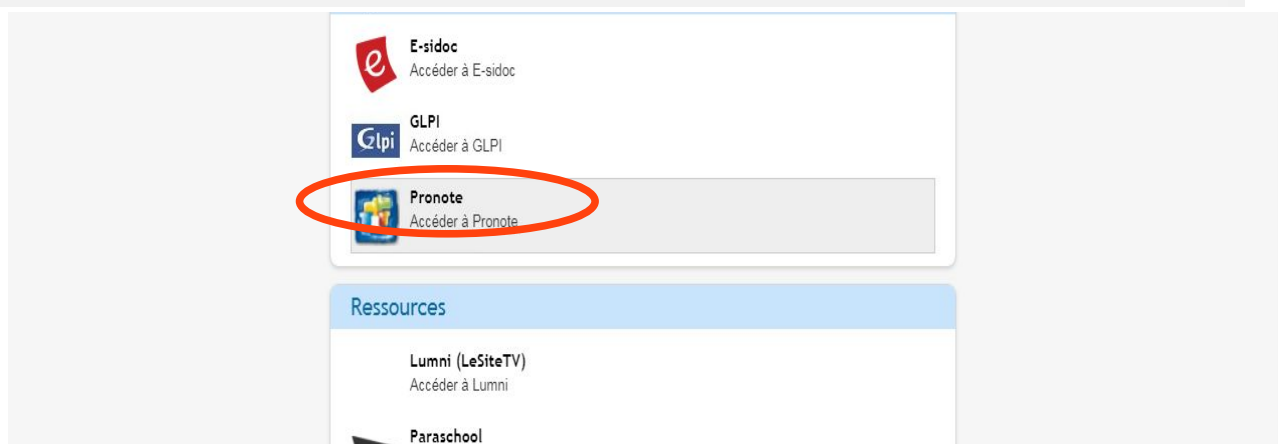 E-sidoc
Accéder à E-sidoc
GLPI
Glpi
Accéder à GLPI
Pronote
Accéder à Pronote
Ressources
Lumni (LeSiteTV)
Accéder à Lumni
Paraschool